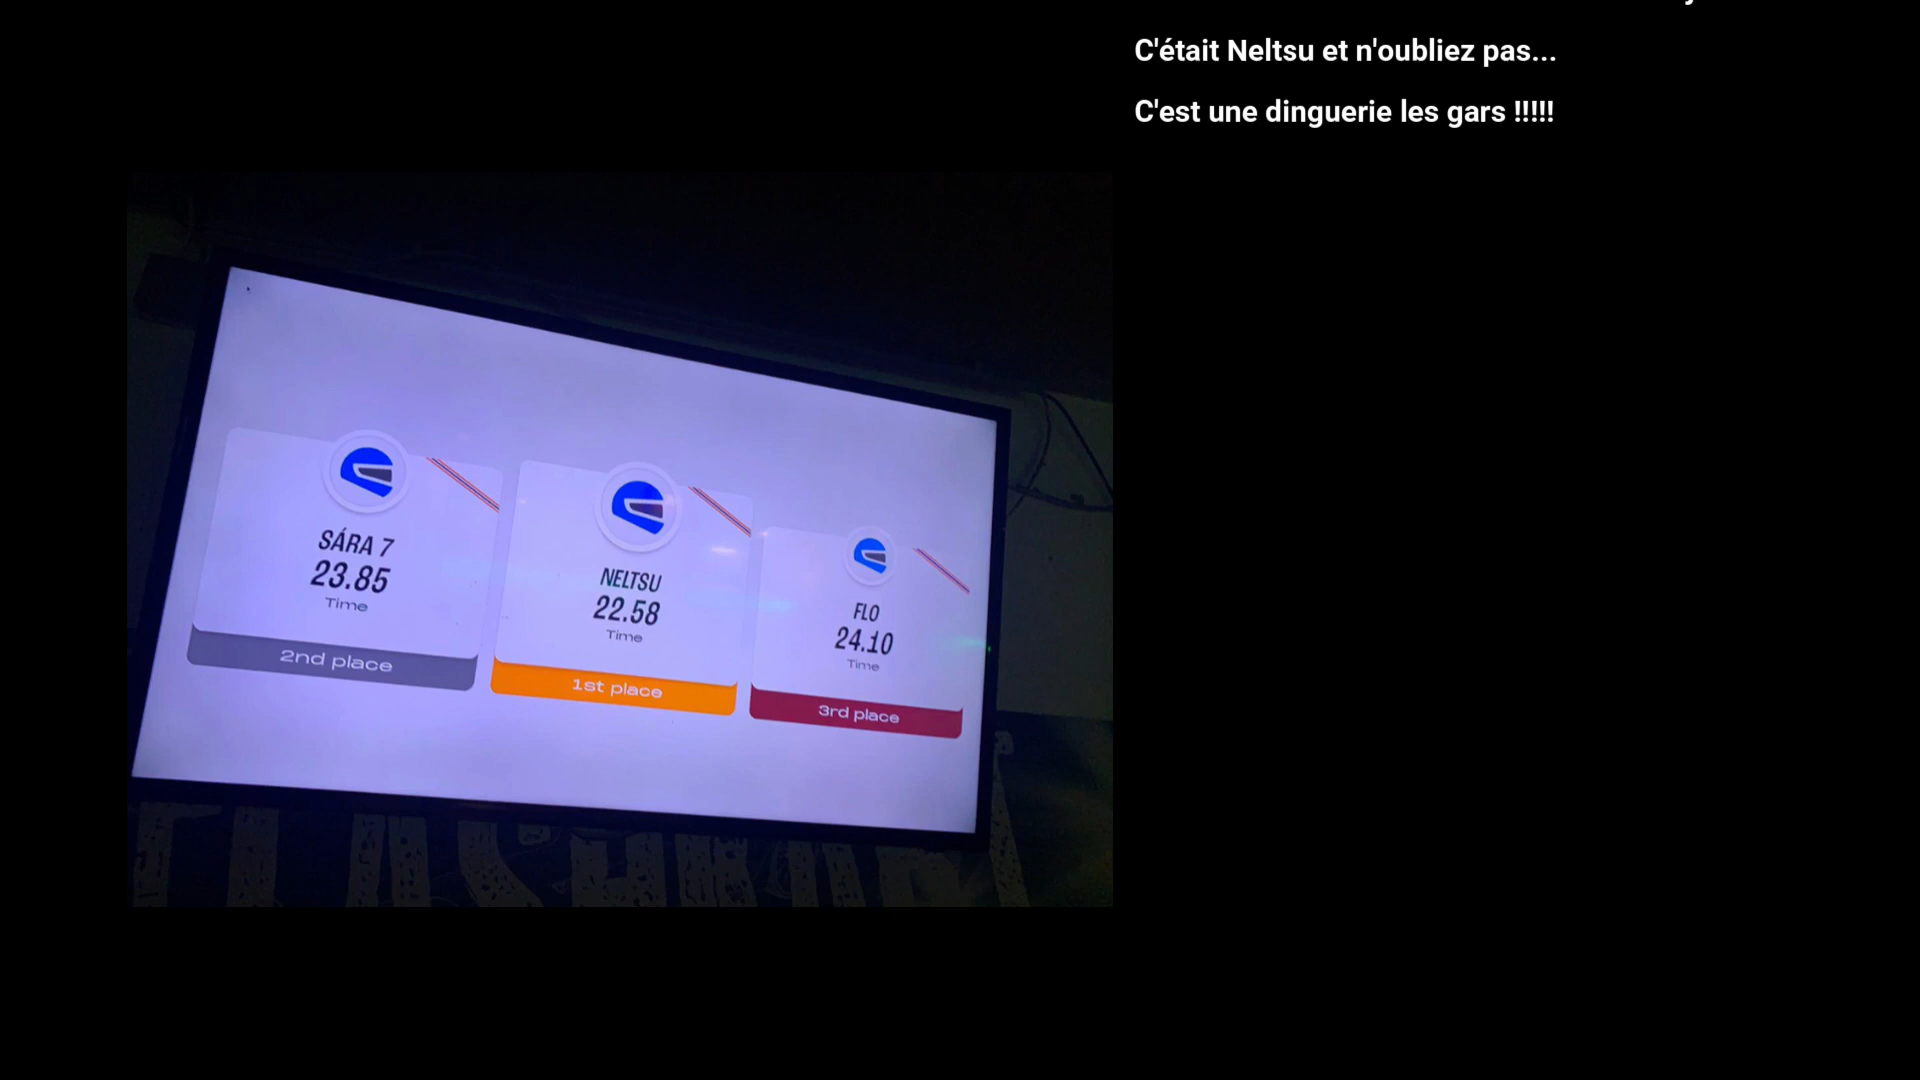 C'était Neltsu et n'oubliez pas...
C'est une dinguerie les gars !!!!!
SÁRA 7
23.85
Time
2nd place
NELTSU
22.58
Time
1st place
FLO
24.10
Time
3rd place